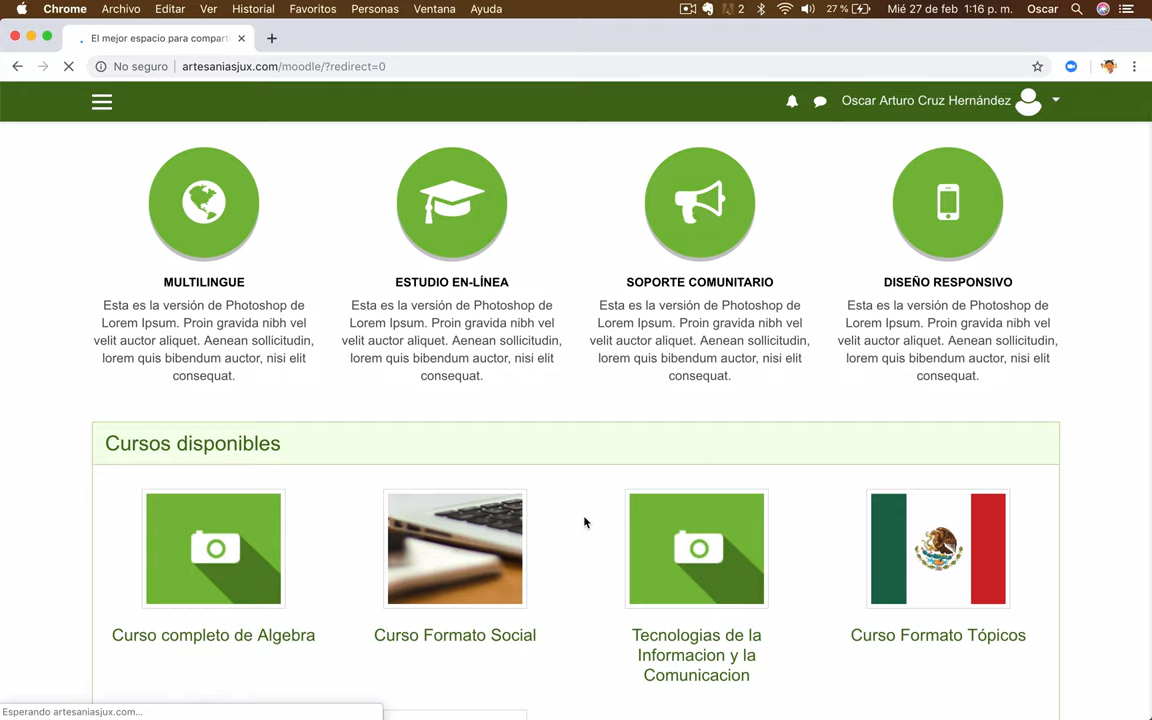 Chrome Archivo Editar Ver Historial Favoritos Personas Ventana Ayuda 2 27 % Mié 27 de feb 1:16 p. m. Oscar
El mejor espacio para compart
No seguro artesaniasjux.com/moodle/?redirect=0
Oscar Arturo Cruz Hernández
MULTILINGUE
Esta es la versión de Photoshop de
Lorem Ipsum. Proin gravida nibh vel
velit auctor aliquet. Aenean sollicitudin,
lorem quis bibendum auctor, nisi elit
consequat.
ESTUDIO EN-LÍNEA
Esta es la versión de Photoshop de
Lorem Ipsum. Proin gravida nibh vel
velit auctor aliquet. Aenean sollicitudin,
lorem quis bibendum auctor, nisi elit
consequat.
SOPORTE COMUNITARIO
Esta es la versión de Photoshop de
Lorem Ipsum. Proin gravida nibh vel
velit auctor aliquet. Aenean sollicitudin,
lorem quis bibendum auctor, nisi elit
consequat.
DISEÑO RESPONSIVO
Esta es la versión de Photoshop de
Lorem Ipsum. Proin gravida nibh vel
velit auctor aliquet. Aenean sollicitudin,
lorem quis bibendum auctor, nisi elit
consequat.
Cursos disponibles
Curso completo de Algebra
Curso Formato Social
Tecnologias de la
Informacion y la
Comunicacion
Curso Formato Tópicos
Esperando artesaniasjux.com...